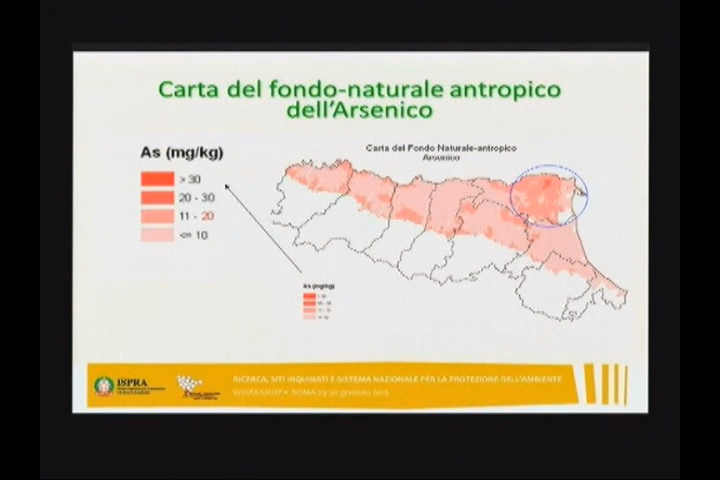 Carta del fondo-naturale antropico
dell'Arsenico
As (mg/kg)
> 30
20 - 30
11 - 20
<= 10
Carta del Fondo Naturale-antropico
Arsenico
As (mg/kg)
ISPRA
RICERCA, SITI INQUINATI E SISTEMA NAZIONALE PER LA PROTEZIONE DELL'AMBIENTE
WORKSHOP • ROMA